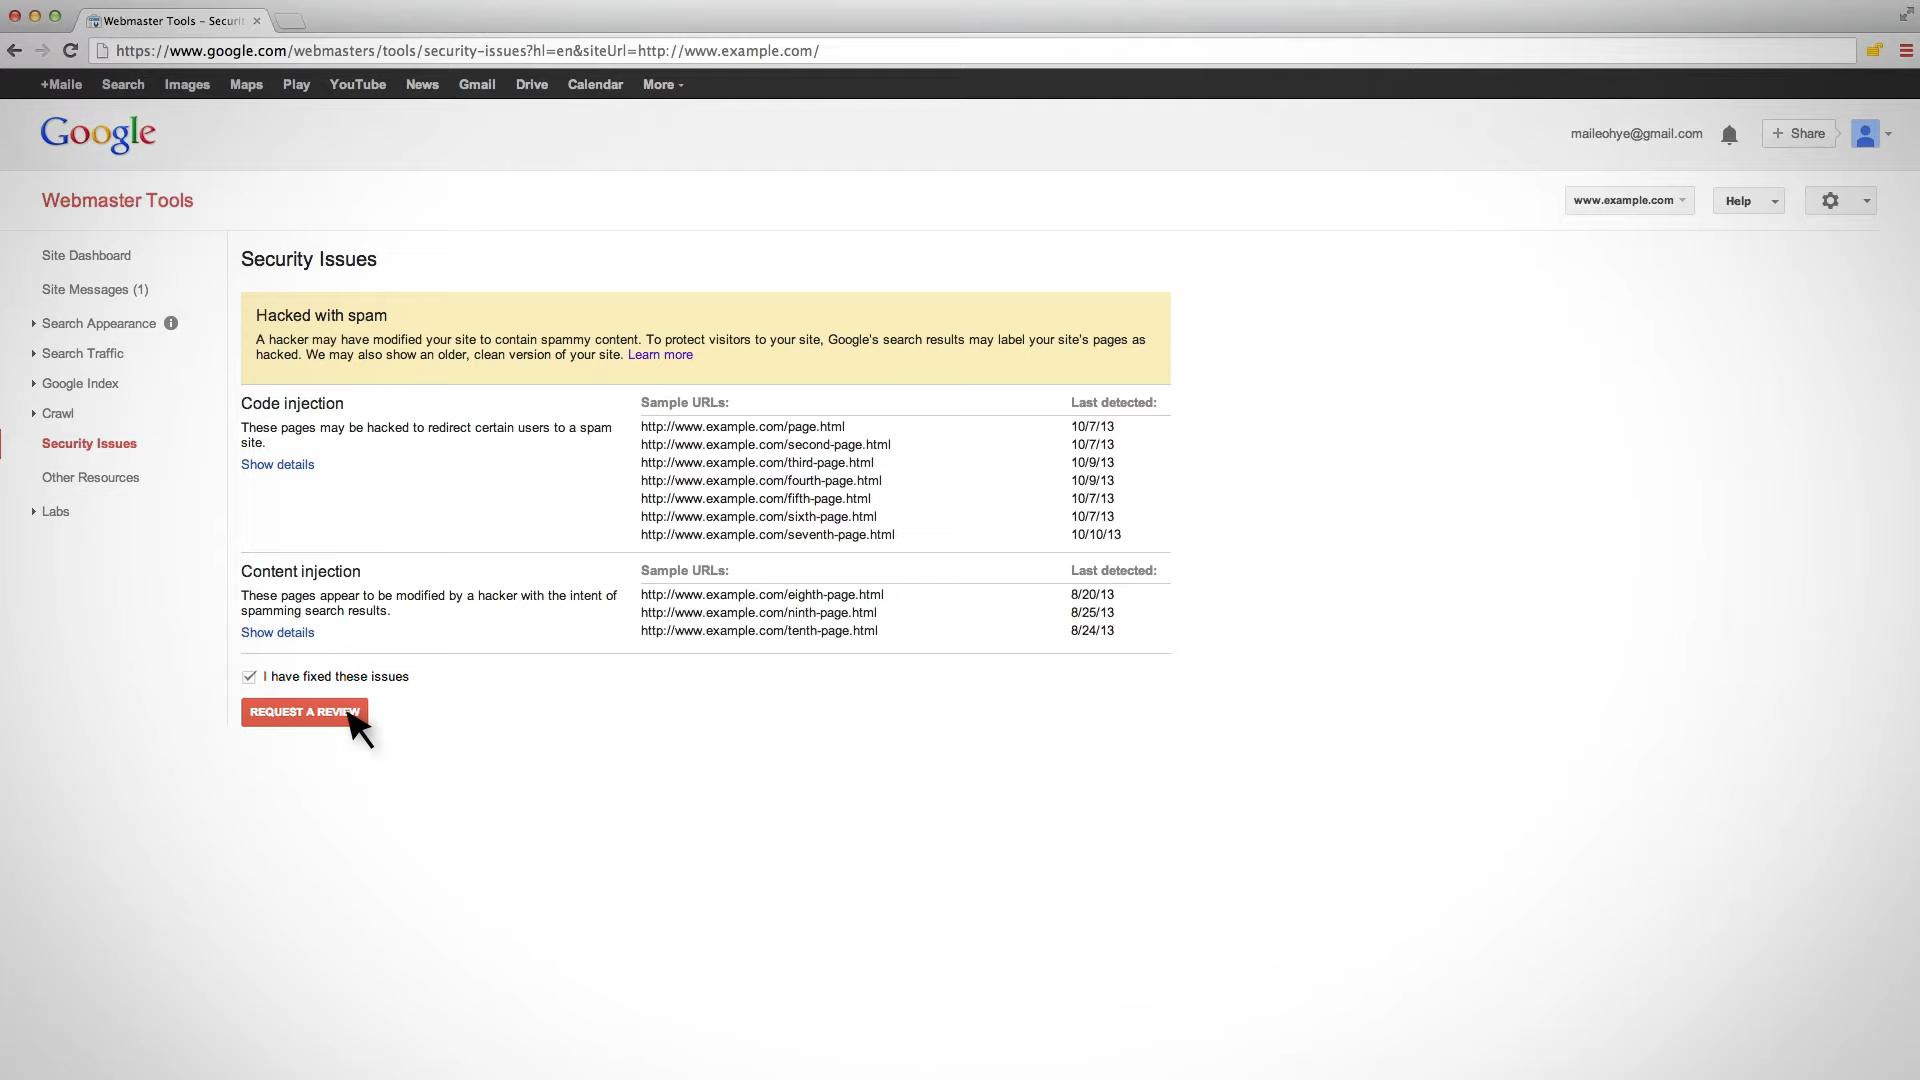 Webmaster Tools – Securit
https://www.google.com/webmasters/tools/security-issues?hl=en&siteUrl=http://www.example.com/
+Maile Search Images Maps Play YouTube News Gmail Drive Calendar More
Google
maileohye@gmail.com
+ Share
Webmaster Tools
www.example.com
Help
Site Dashboard
Site Messages (1)
Search Appearance i
Search Traffic
Google Index
Crawl
Security Issues
Other Resources
Labs
Security Issues
Hacked with spam
A hacker may have modified your site to contain spammy content. To protect visitors to your site, Google's search results may label your site's pages as
hacked. We may also show an older, clean version of your site. Learn more
Code injection
These pages may be hacked to redirect certain users to a spam
site.
Show details
Sample URLs: Last detected:
http://www.example.com/page.html 10/7/13
http://www.example.com/second-page.html 10/7/13
http://www.example.com/third-page.html 10/9/13
http://www.example.com/fourth-page.html 10/9/13
http://www.example.com/fifth-page.html 10/7/13
http://www.example.com/sixth-page.html 10/7/13
http://www.example.com/seventh-page.html 10/10/13
Content injection
These pages appear to be modified by a hacker with the intent of
spamming search results.
Show details
Sample URLs: Last detected:
http://www.example.com/eighth-page.html 8/20/13
http://www.example.com/ninth-page.html 8/25/13
http://www.example.com/tenth-page.html 8/24/13
I have fixed these issues
REQUEST A REVIEW